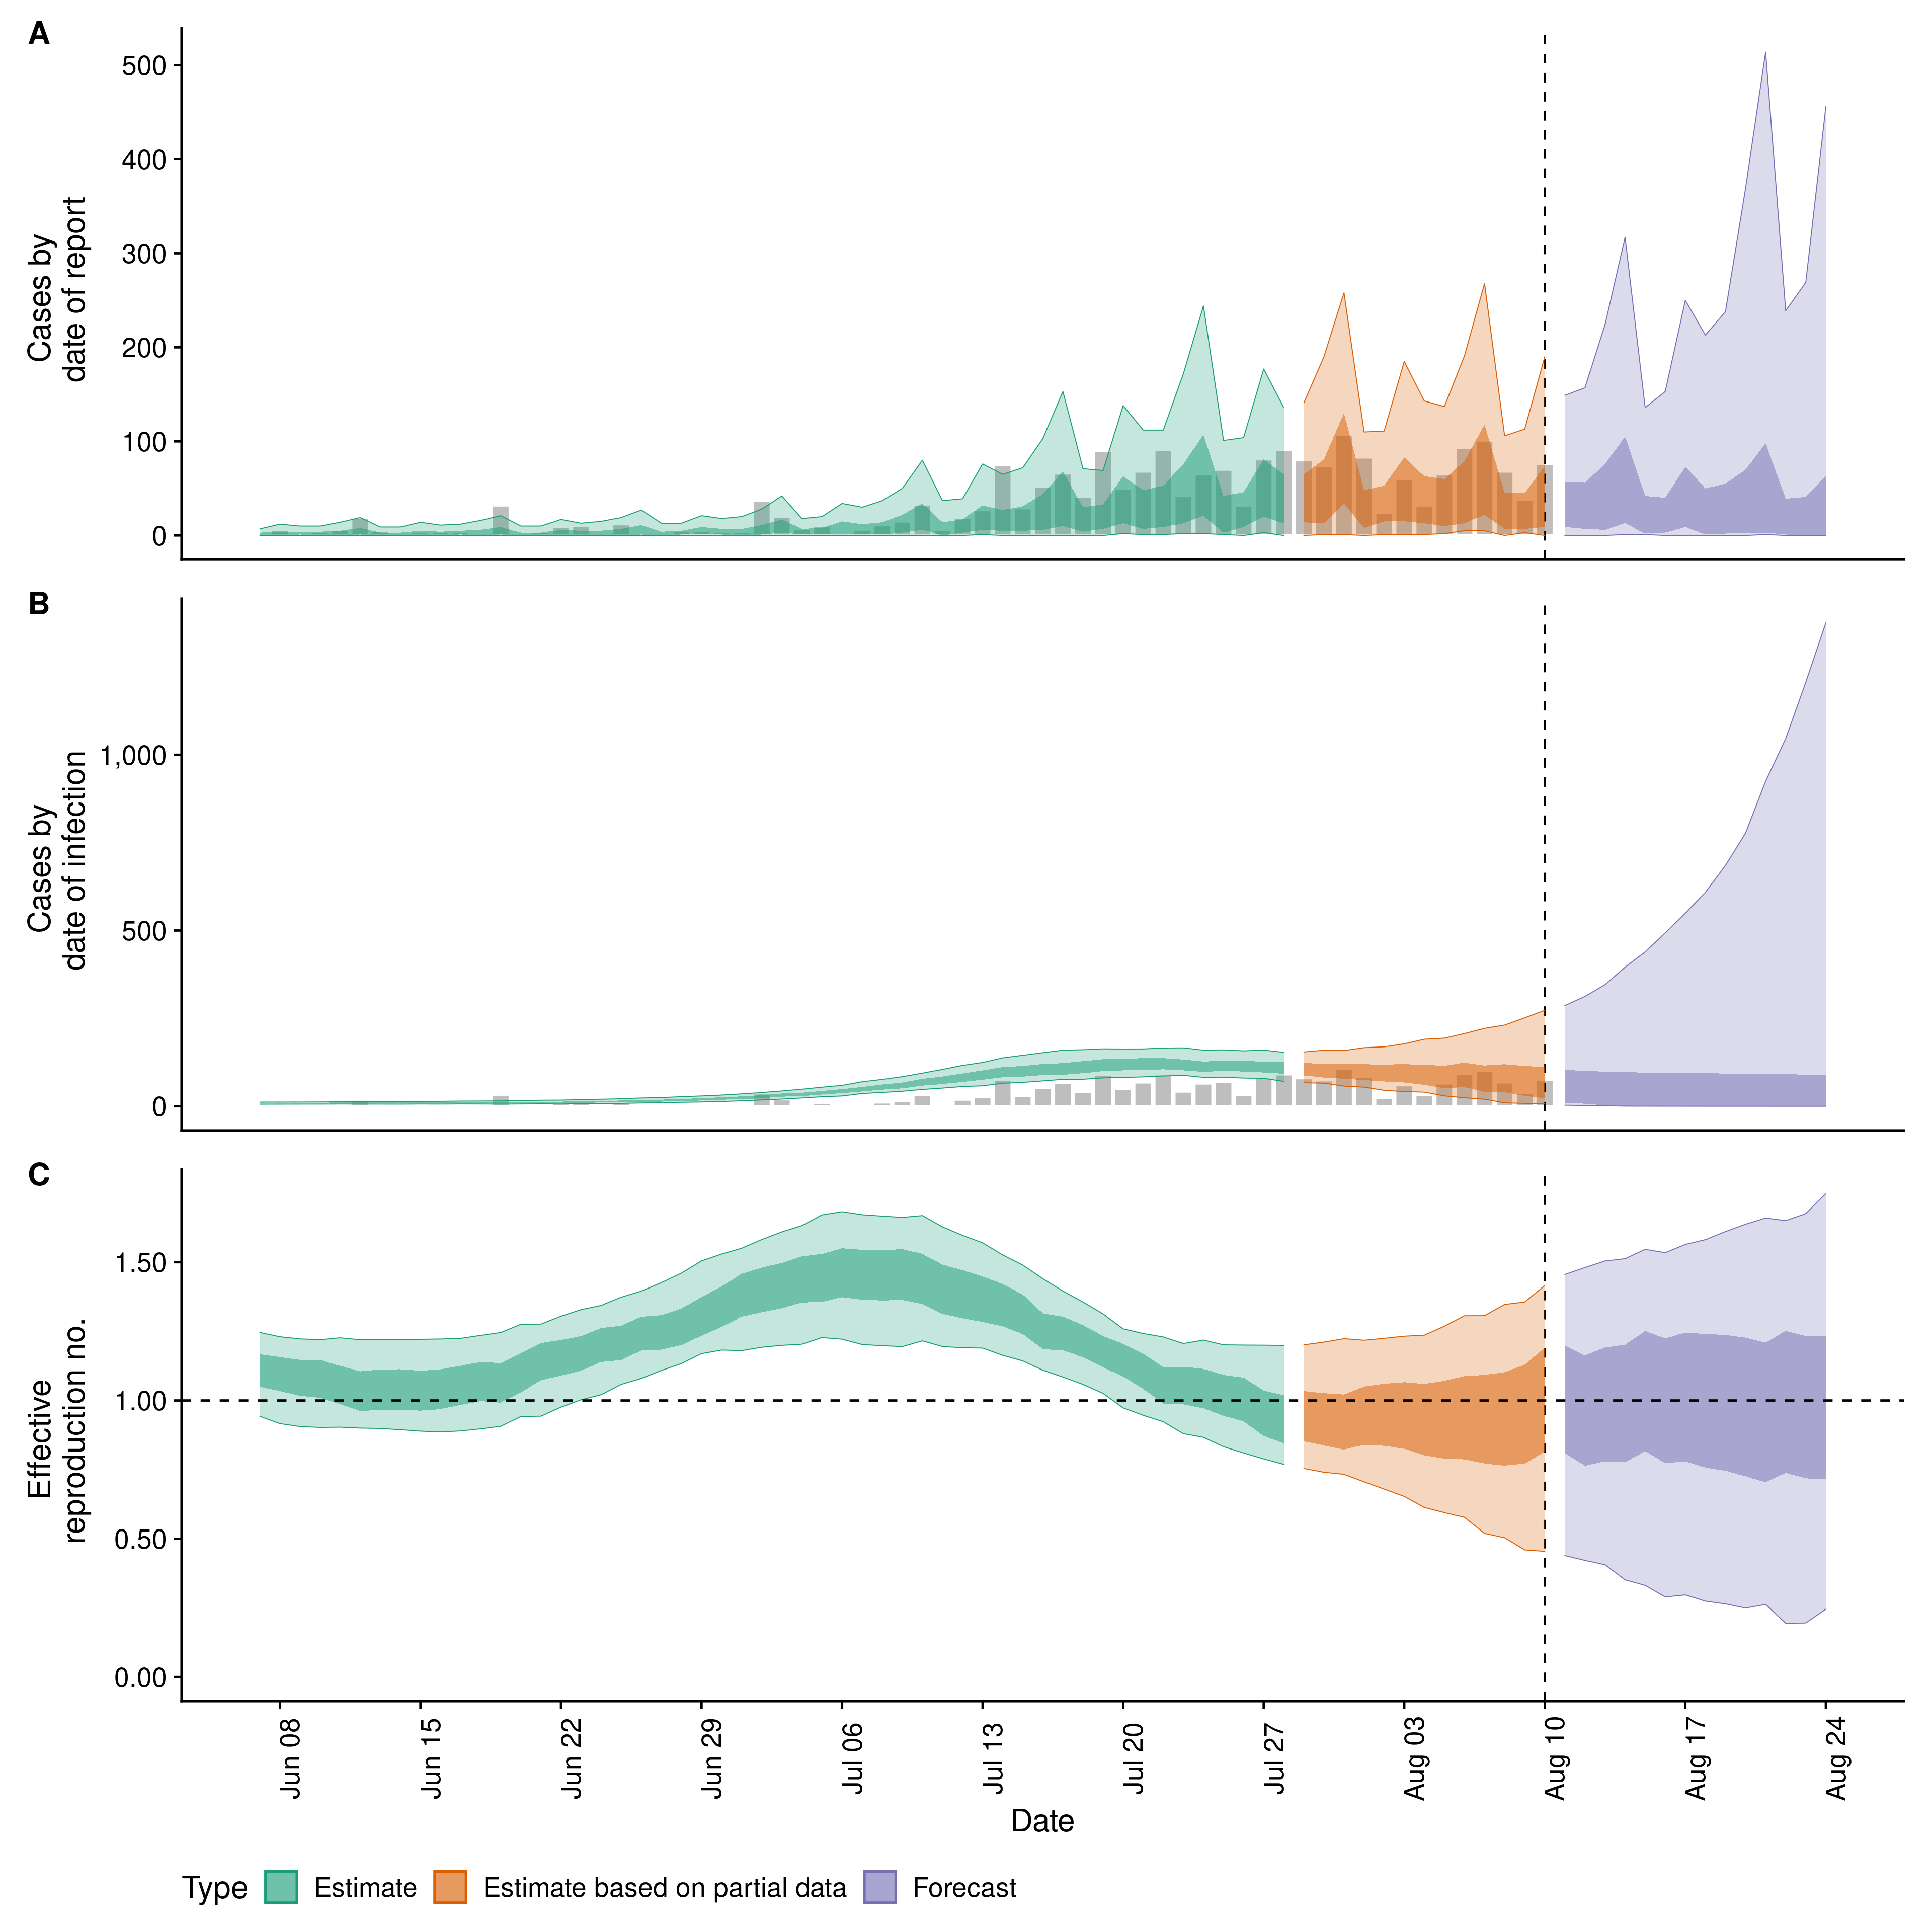 A
500
400
300
200
100
0
Cases by
date of report
B
1,000
500
0
Cases by
date of infection
C
1.50
1.00
0.50
0.00
Effective
reproduction no.
Jun 08
Jun 15
Jun 22
Jun 29
Jul 06
Jul 13
Jul 20
Jul 27
Aug 03
Aug 10
Aug 17
Aug 24
Date
Type Estimate Estimate based on partial data Forecast